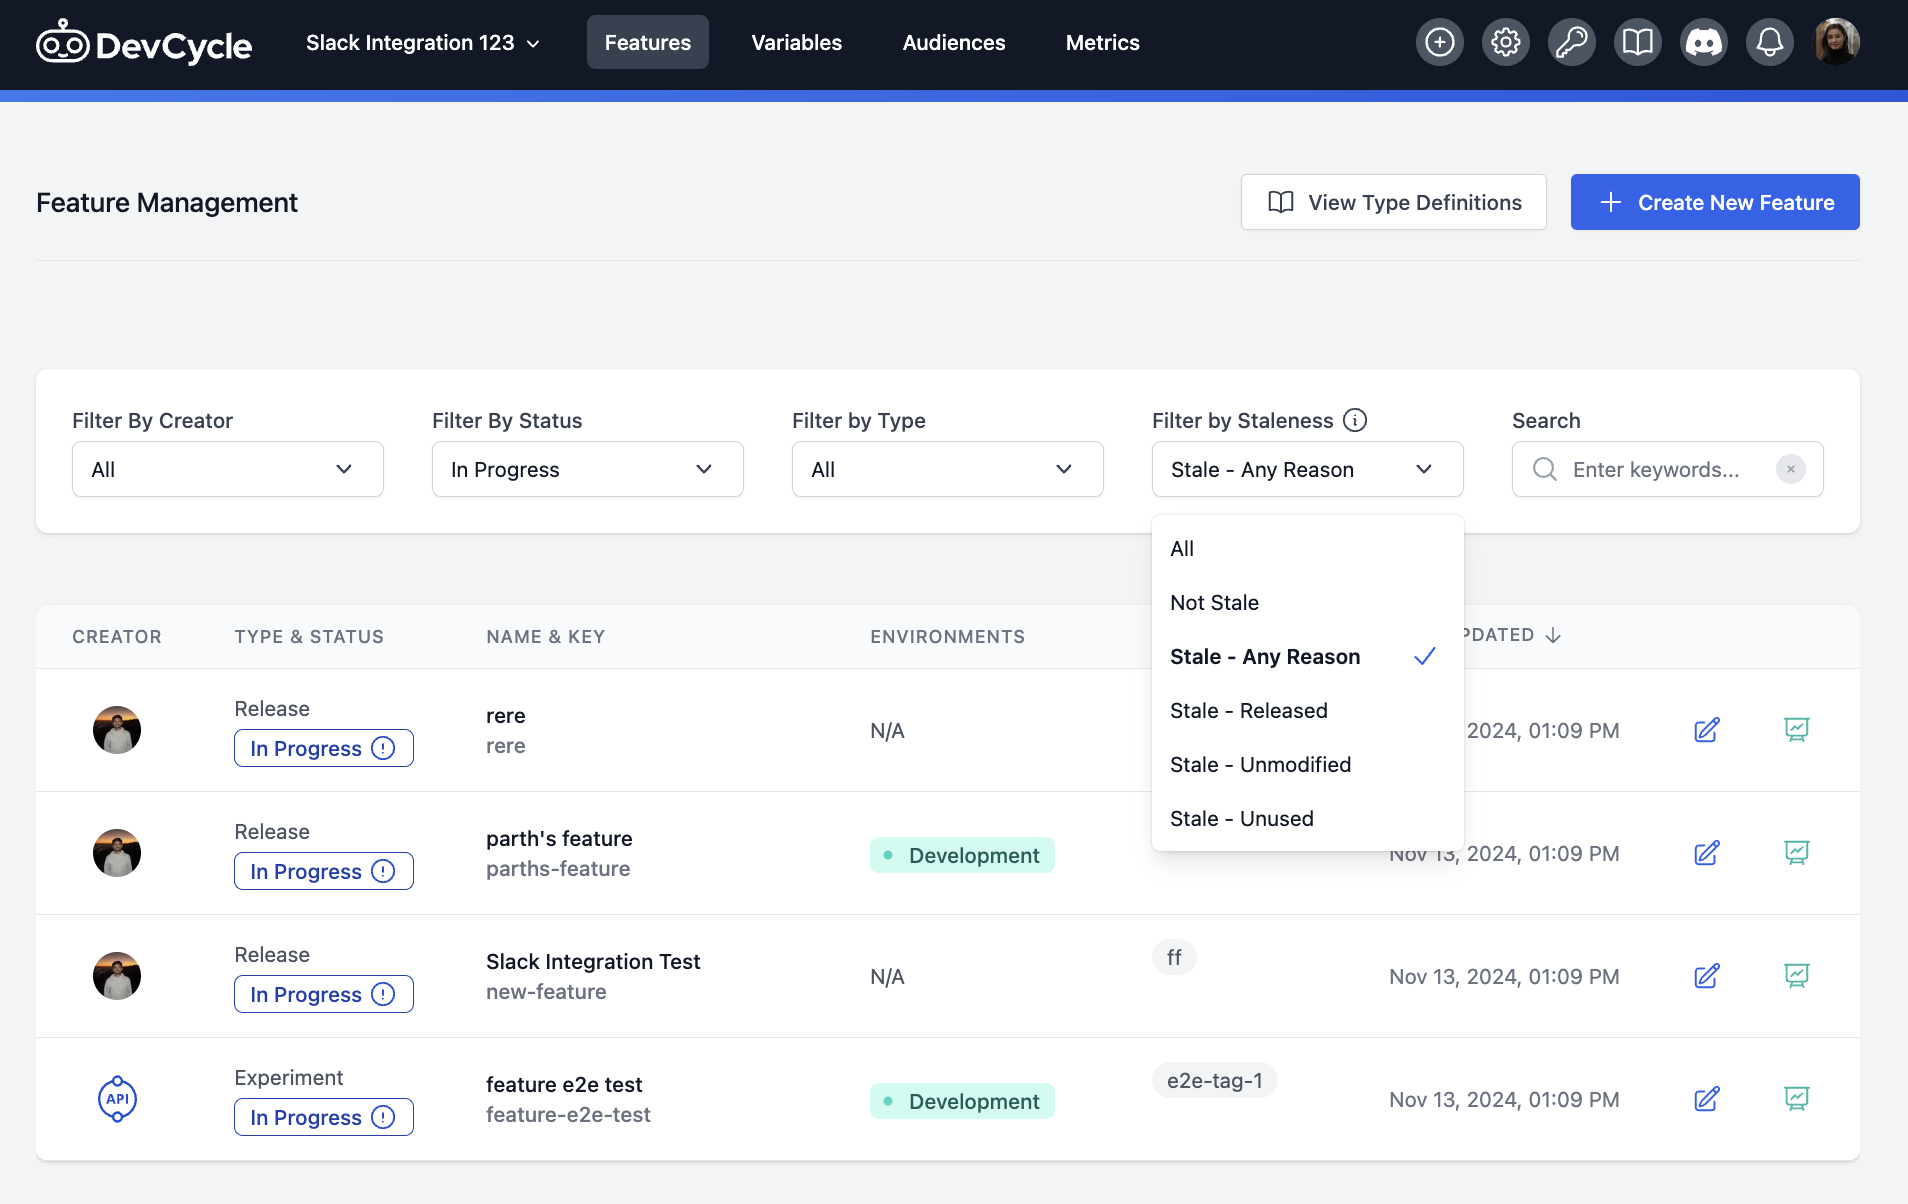 DevCycle
Slack Integration 123
Features
Variables
Audiences
Metrics
Feature Management
View Type Definitions
Create New Feature
Filter By Creator
Filter By Status
Filter by Type
Filter by Staleness
Search
All
In Progress
All
Stale - Any Reason
Enter keywords...
All
Not Stale
Stale - Any Reason
Stale - Released
Stale - Unmodified
Stale - Unused
CREATOR
TYPE & STATUS
NAME & KEY
ENVIRONMENTS
PDATED
Release
In Progress
rere
rere
N/A
2024, 01:09 PM
Release
In Progress
parth's feature
parths-feature
Development
Nov 13, 2024, 01:09 PM
Release
In Progress
Slack Integration Test
new-feature
N/A
ff
Nov 13, 2024, 01:09 PM
API
Experiment
In Progress
feature e2e test
feature-e2e-test
Development
e2e-tag-1
Nov 13, 2024, 01:09 PM